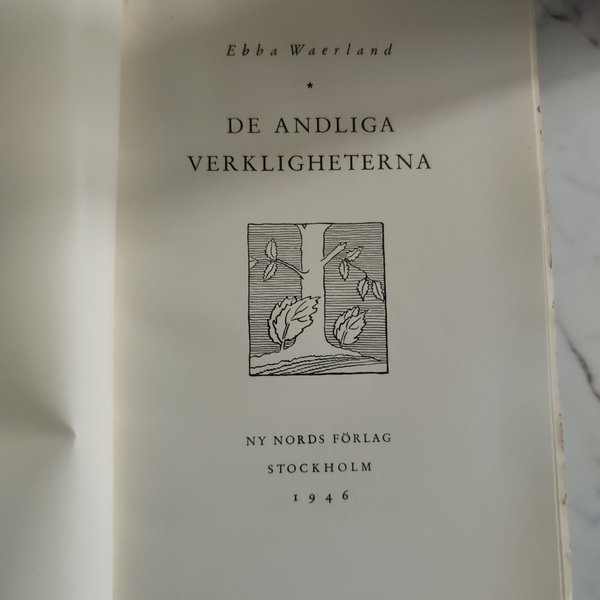 Ebba Waerland
★
DE ANDLIGA
VERKLIGHETERNA
NY NORDS FÖRLAG
STOCKHOLM
1946